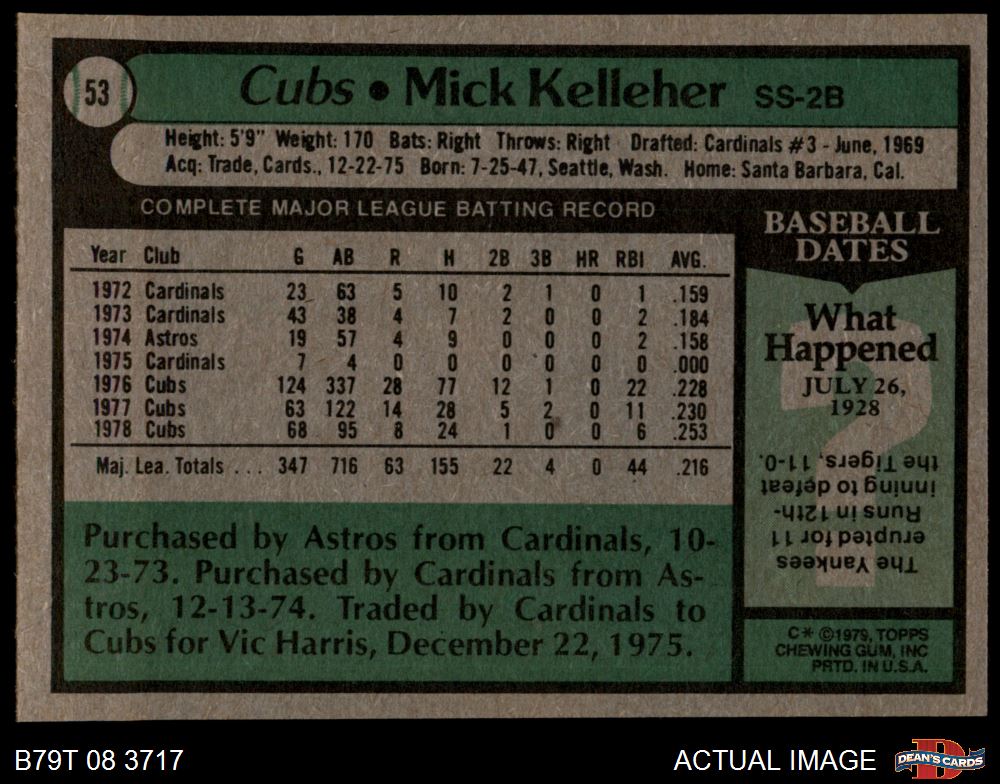 53
Cubs • Mick Kelleher SS-2B
Height: 5'9" Weight: 170 Bats: Right Throws: Right Drafted: Cardinals #3 - June, 1969
Acq: Trade, Cards., 12-22-75 Born: 7-25-47, Seattle, Wash. Home: Santa Barbara, Cal.
COMPLETE MAJOR LEAGUE BATTING RECORD
Year Club G AB R H 2B 3B HR RBI AVG.
1972 Cardinals 23 63 5 10 2 1 0 1 .159
1973 Cardinals 43 38 4 7 2 0 0 2 .184
1974 Astros 19 57 4 9 0 0 0 2 .158
1975 Cardinals 7 4 0 0 0 0 0 0 .000
1976 Cubs 124 337 28 77 12 1 0 22 .228
1977 Cubs 63 122 14 28 5 2 0 11 .230
1978 Cubs 68 95 8 24 1 0 0 6 .253
Maj. Lea. Totals ... 347 716 63 155 22 4 0 44 .216
Purchased by Astros from Cardinals, 10-
23-73. Purchased by Cardinals from As-
tros, 12-13-74. Traded by Cardinals to
Cubs for Vic Harris, December 22, 1975.
BASEBALL
DATES
What
Happened
JULY 26,
1928
The Yankees
erupted for 11
Runs in 12th-
inning to defeat
the Tigers, 11-0.
C* ©1979, TOPPS
CHEWING GUM, INC
PRTD. IN U.S.A.
B79T 08 3717
ACTUAL IMAGE
DEAN'S CARDS